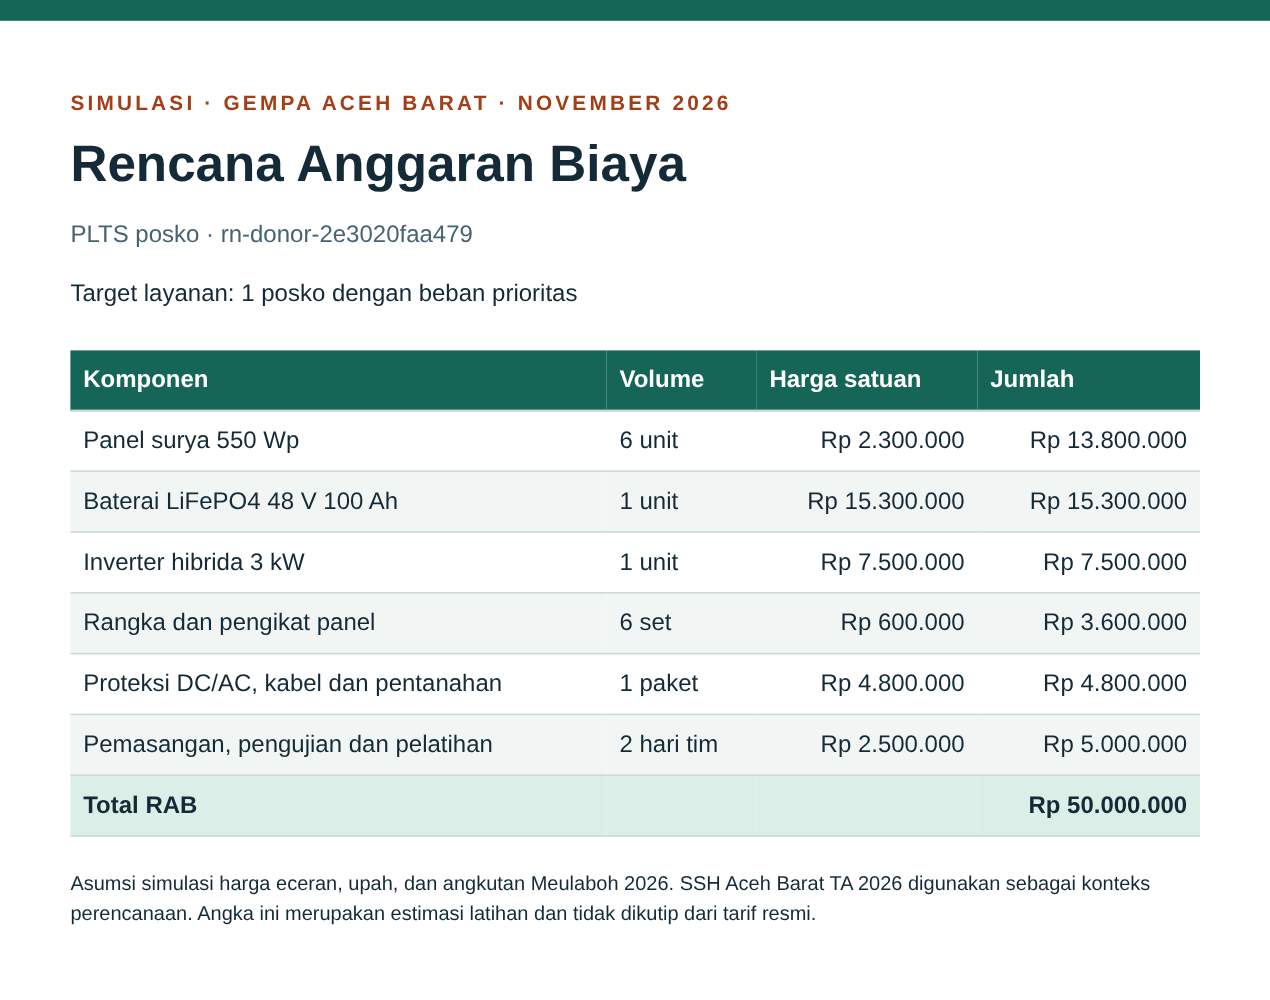 SIMULASI · GEMPA ACEH BARAT · NOVEMBER 2026
Rencana Anggaran Biaya
PLTS posko · rn-donor-2e3020faa479
Target layanan: 1 posko dengan beban prioritas
Komponen Volume Harga satuan Jumlah
Panel surya 550 Wp 6 unit Rp 2.300.000 Rp 13.800.000
Baterai LiFePO4 48 V 100 Ah 1 unit Rp 15.300.000 Rp 15.300.000
Inverter hibrida 3 kW 1 unit Rp 7.500.000 Rp 7.500.000
Rangka dan pengikat panel 6 set Rp 600.000 Rp 3.600.000
Proteksi DC/AC, kabel dan pentanahan 1 paket Rp 4.800.000 Rp 4.800.000
Pemasangan, pengujian dan pelatihan 2 hari tim Rp 2.500.000 Rp 5.000.000
Total RAB Rp 50.000.000
Asumsi simulasi harga eceran, upah, dan angkutan Meulaboh 2026. SSH Aceh Barat TA 2026 digunakan sebagai konteks
perencanaan. Angka ini merupakan estimasi latihan dan tidak dikutip dari tarif resmi.